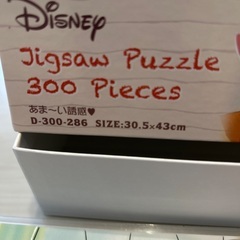 Disney
Jigsaw Puzzle
300 Pieces
あま〜い誘惑♥
D-300-286 SIZE:30.5×43cm